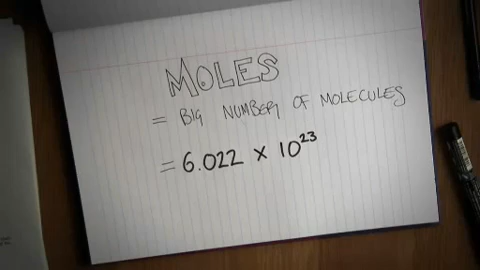 MOLES
= BIG NUMBER OF MOLECULES
= 6.022 × 10²³